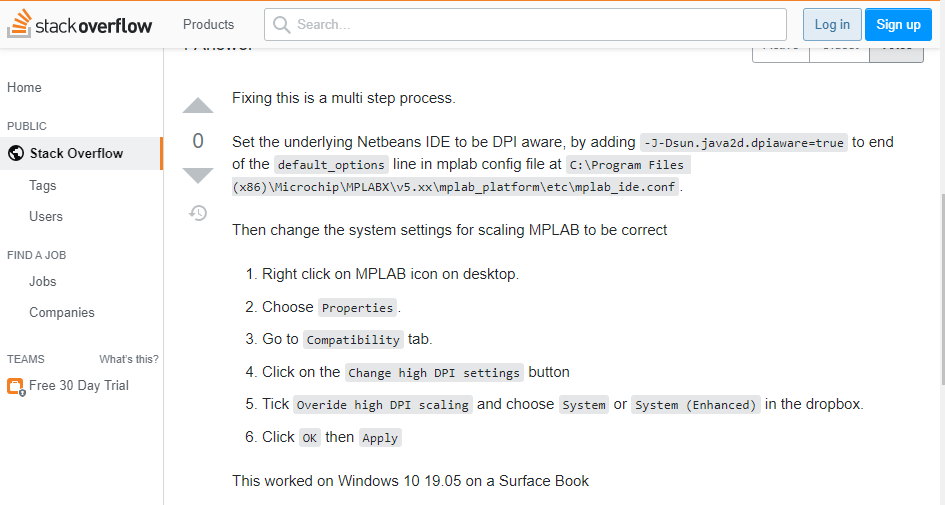 stack overflow
Products
Search...
Log in
Sign up
Home
PUBLIC
Stack Overflow
Tags
Users
FIND A JOB
Jobs
Companies
TEAMS
What's this?
Free 30 Day Trial
0
Fixing this is a multi step process.
Set the underlying Netbeans IDE to be DPI aware, by adding -J-Dsun.java2d.dpiaware=true to end
of the default_options line in mplab config file at C:\Program Files
(x86)\Microchip\MPLABX\v5.xx\mplab_platform\etc\mplab_ide.conf.
Then change the system settings for scaling MPLAB to be correct
1. Right click on MPLAB icon on desktop.
2. Choose Properties.
3. Go to Compatibility tab.
4. Click on the Change high DPI settings button
5. Tick Overide high DPI scaling and choose System or System (Enhanced) in the dropbox.
6. Click OK then Apply
This worked on Windows 10 19.05 on a Surface Book